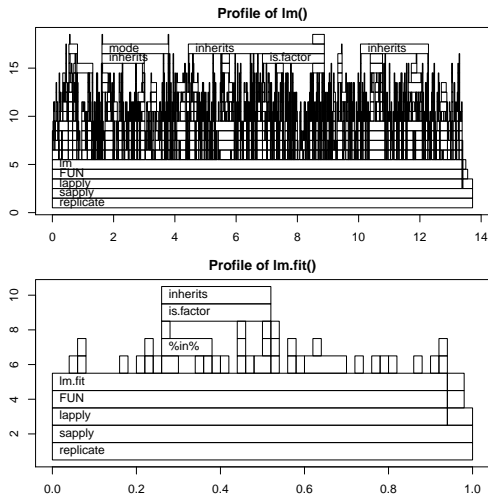 Profile of lm()
15
10
5
0
mode
inherits
inherits
inherits
is.factor
lm
FUN
lapply
sapply
replicate
0 2 4 6 8 10 12 14
Profile of lm.fit()
10
8
6
4
2
inherits
is.factor
%in%
lm.fit
FUN
lapply
sapply
replicate
0.0 0.2 0.4 0.6 0.8 1.0